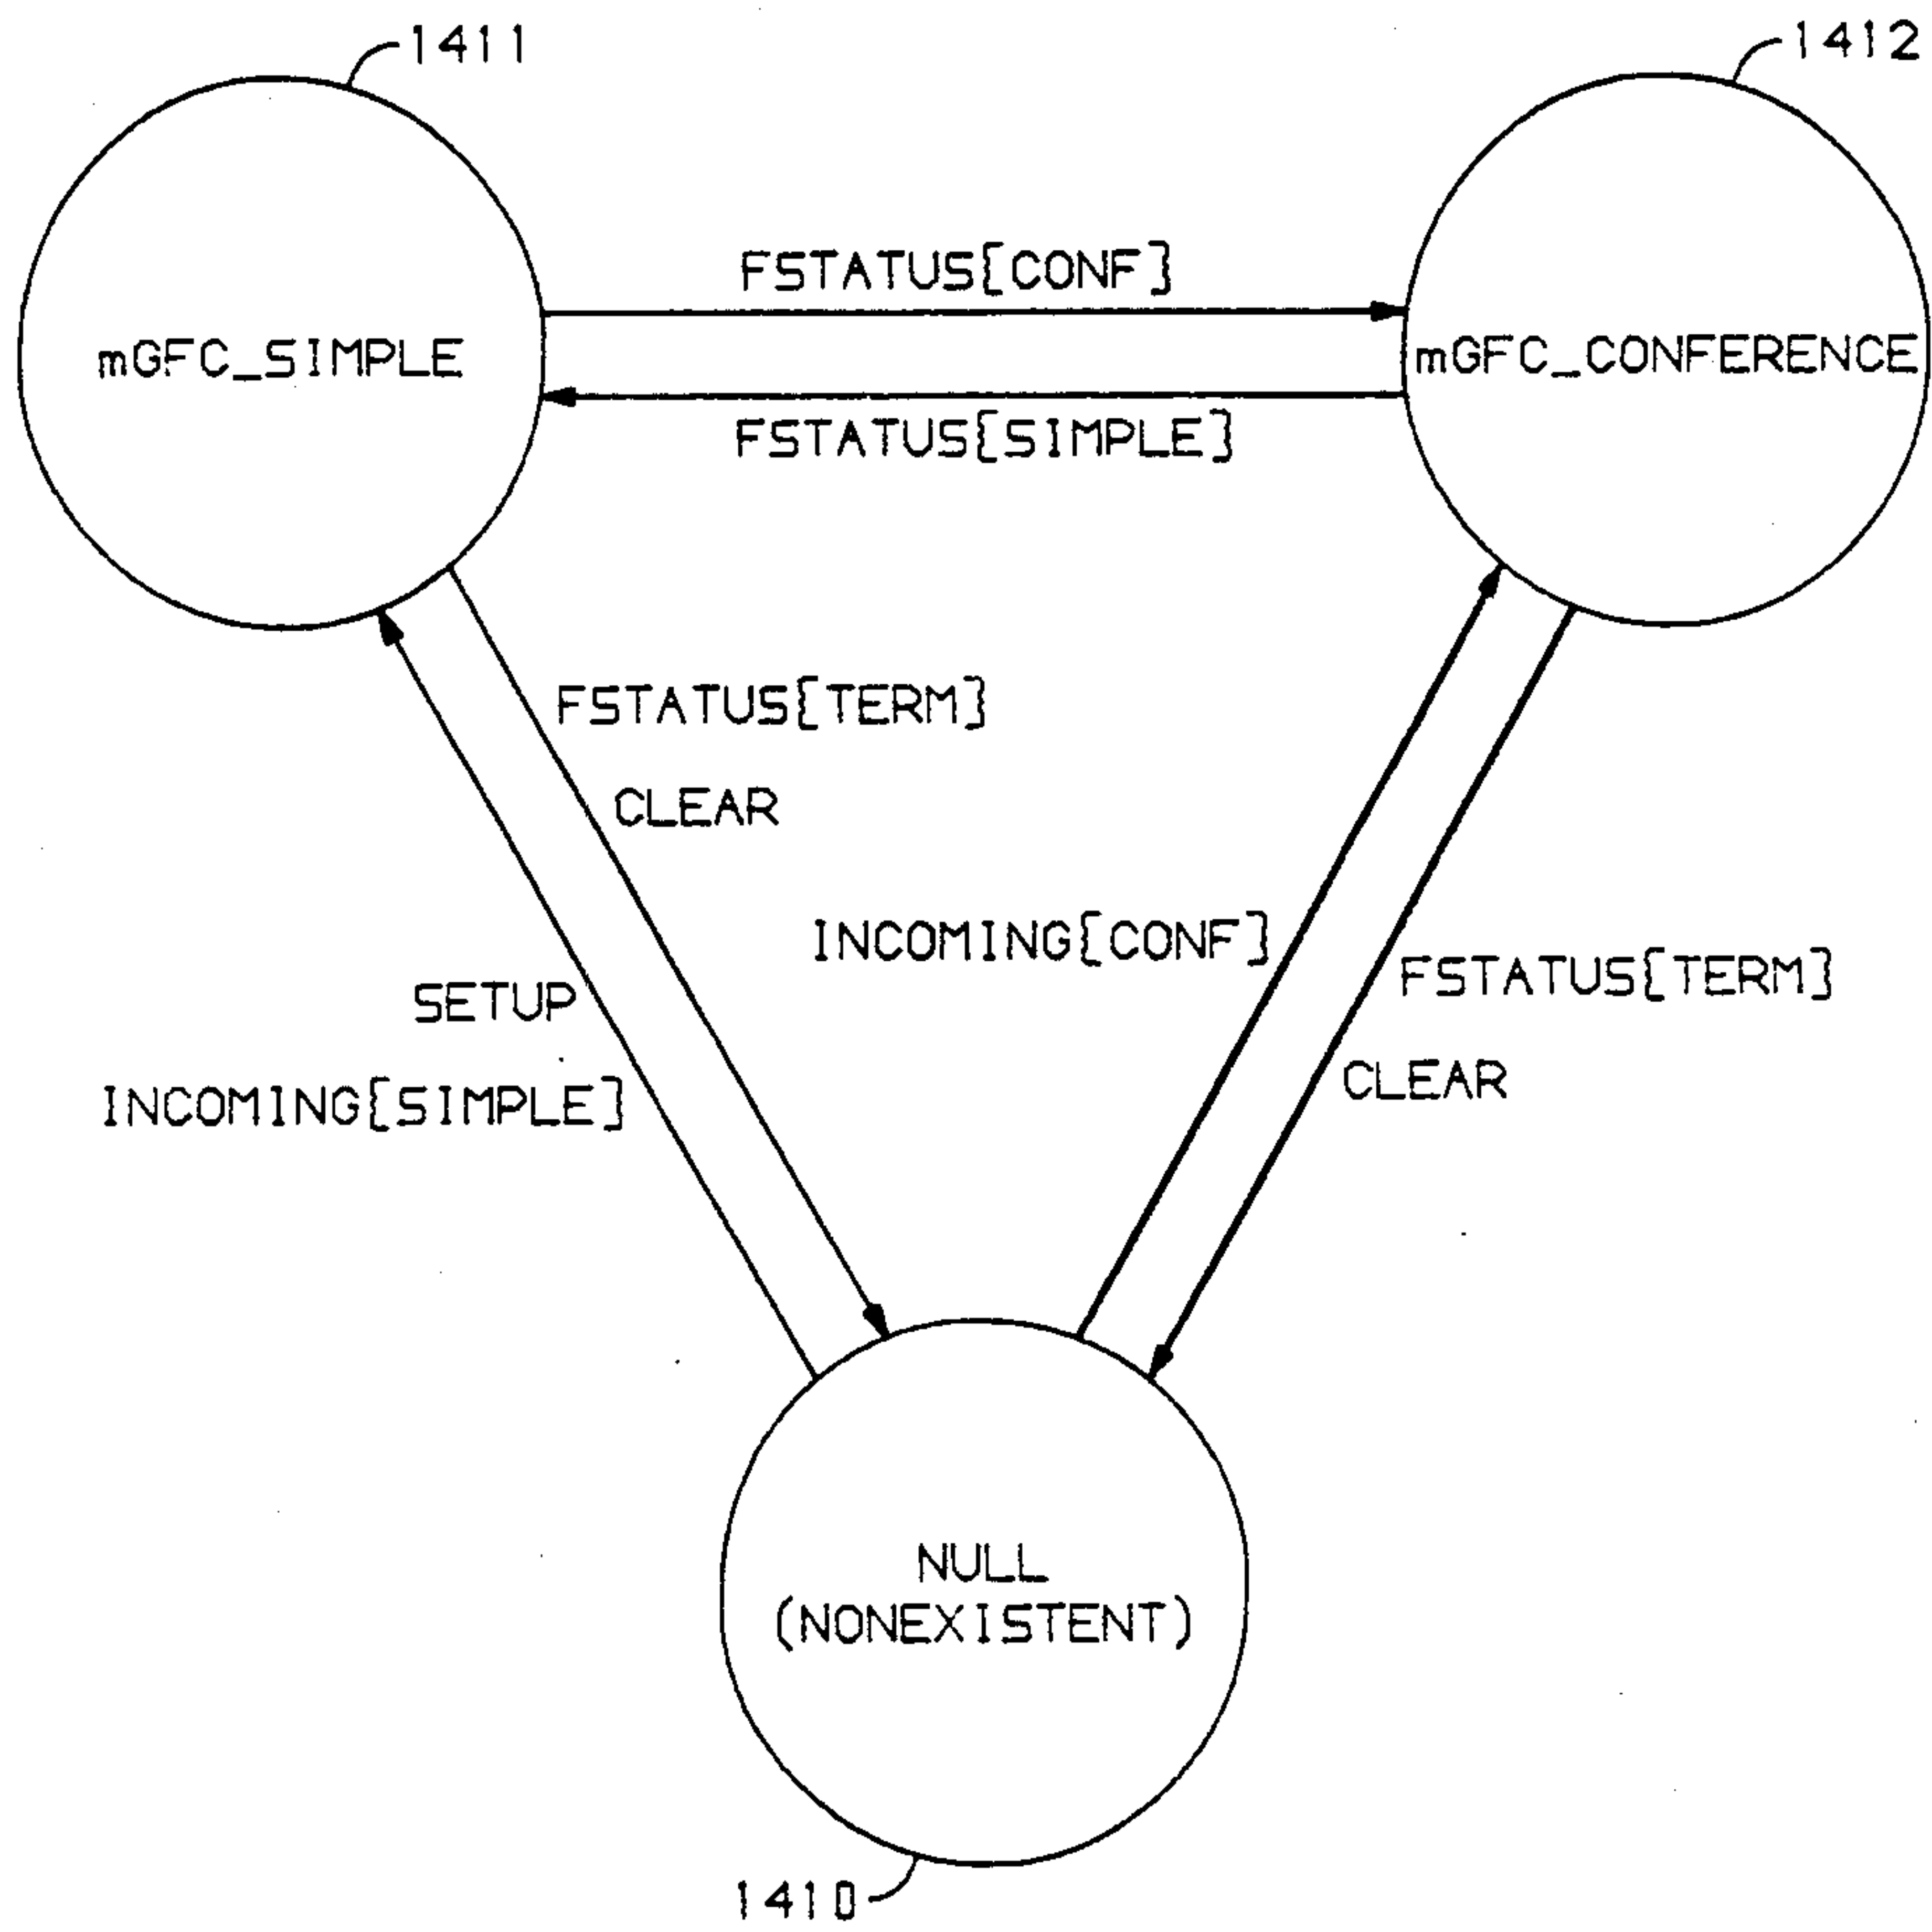 1411
1412
FSTATUS[CONF]
mGFC_SIMPLE
mGFC_CONFERENCE
FSTATUS[SIMPLE]
FSTATUS[TERM]
CLEAR
INCOMING[CONF]
FSTATUS[TERM]
SETUP
CLEAR
INCOMING[SIMPLE]
NULL
(NONEXISTENT)
1410